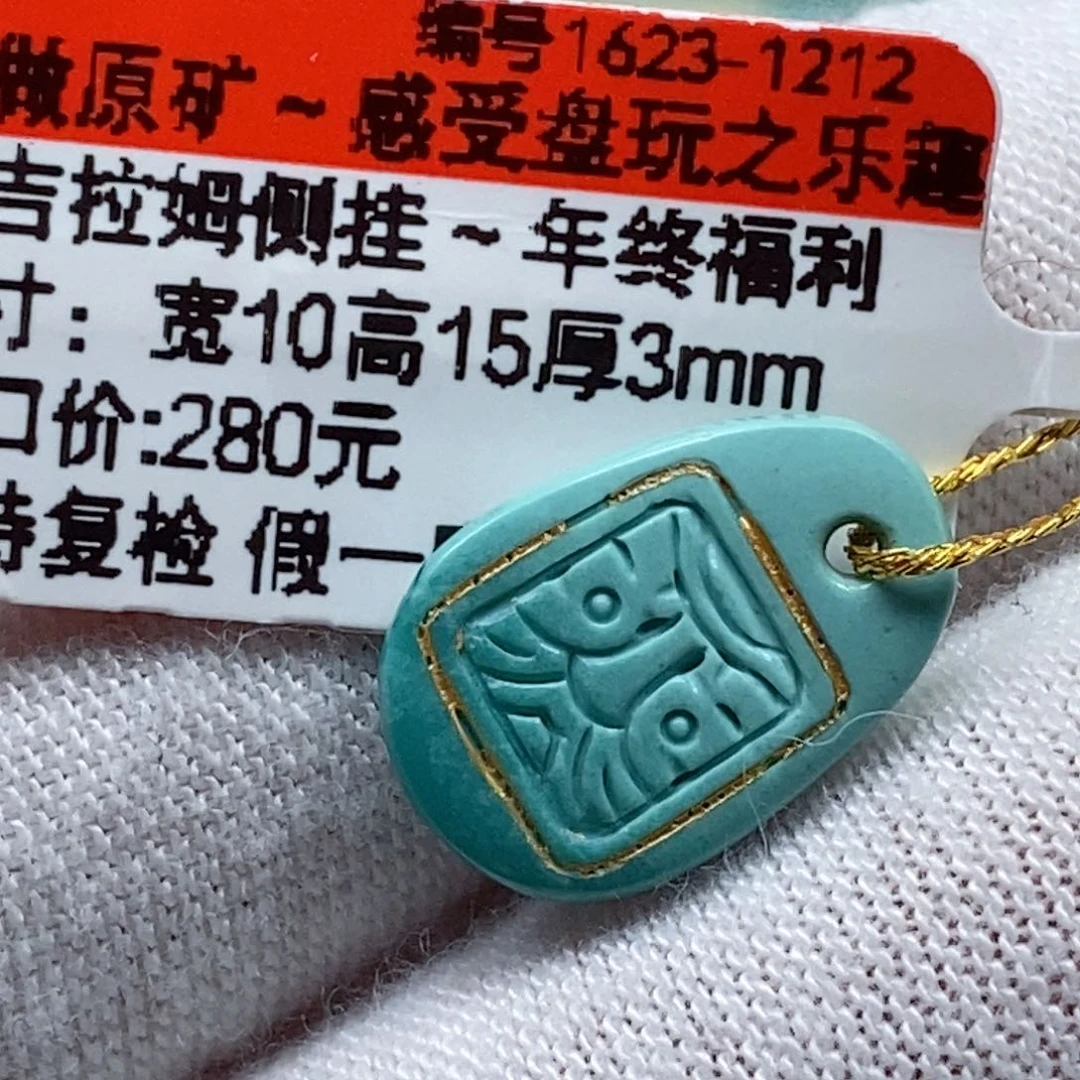 编号1623-1212
做原矿~感受盘玩之乐趣
吉拉姆侧挂~年终福利
寸：宽10高15厚3mm
口价:280元
持复检 假一